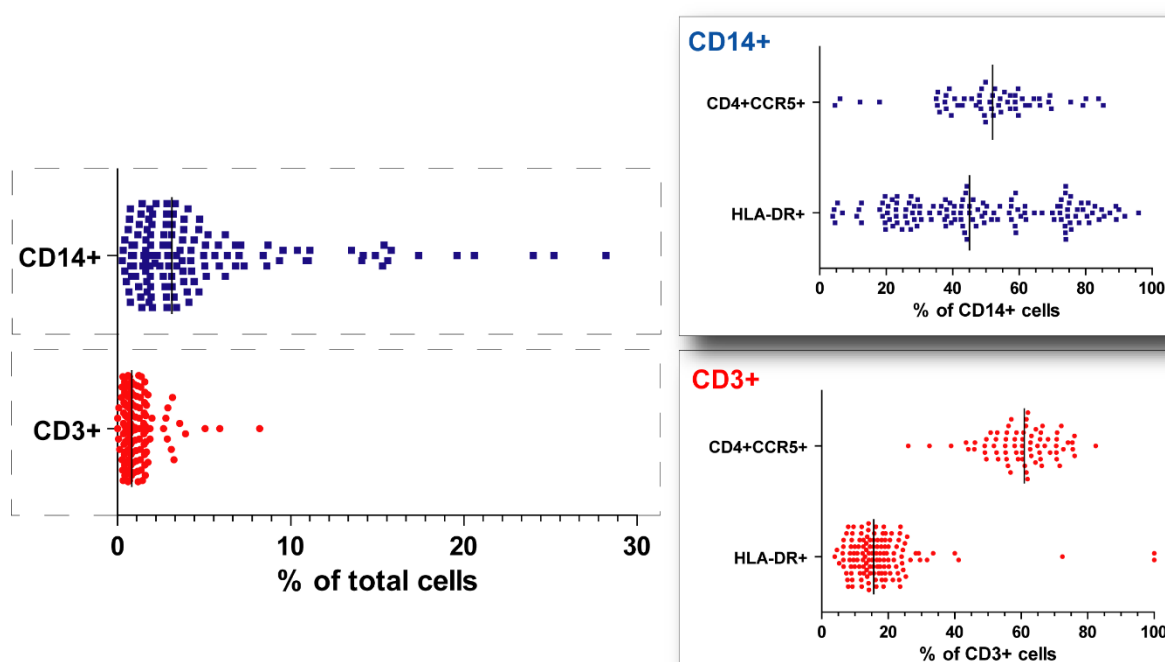 CD14+
CD3+
0 10 20 30
% of total cells
CD14+
CD4+CCR5+
HLA-DR+
0 20 40 60 80 100
% of CD14+ cells
CD3+
CD4+CCR5+
HLA-DR+
0 20 40 60 80 100
% of CD3+ cells